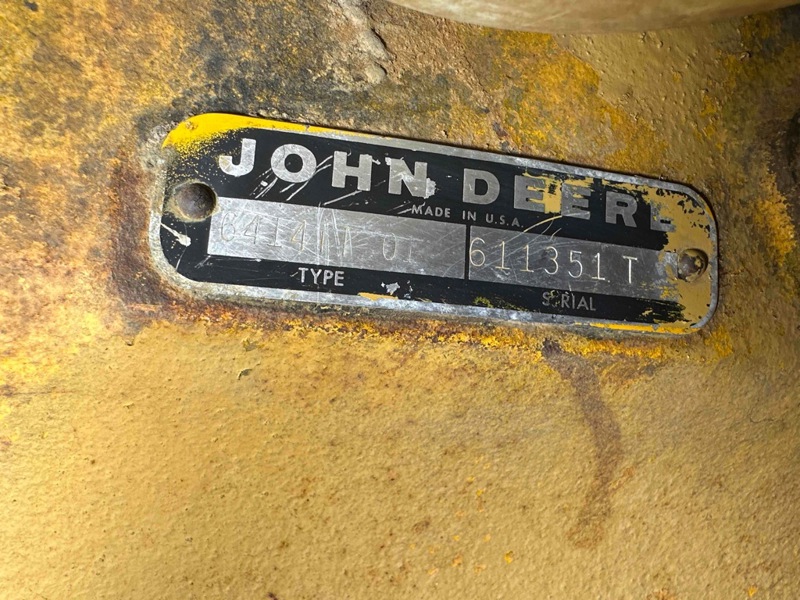 JOHN DEERE
MADE IN U.S.A.
611351 T
TYPE
SERIAL